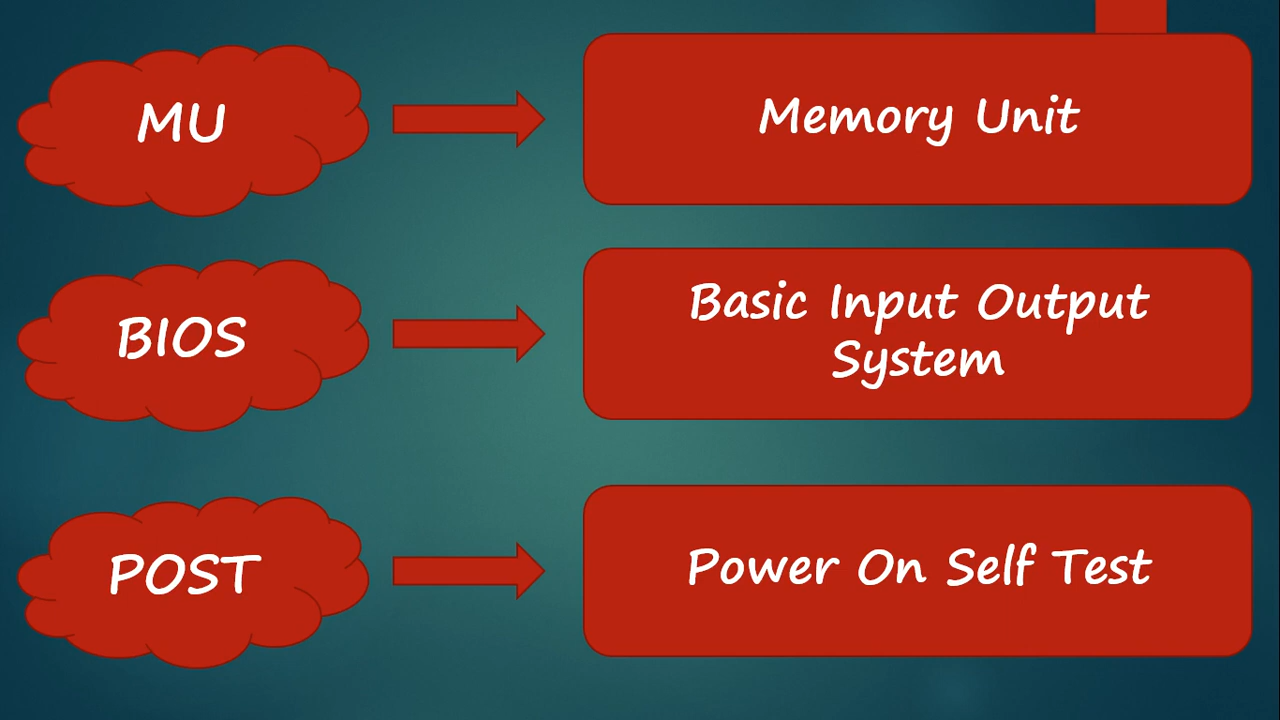 MU
Memory Unit
BIOS
Basic Input Output
System
POST
Power On Self Test